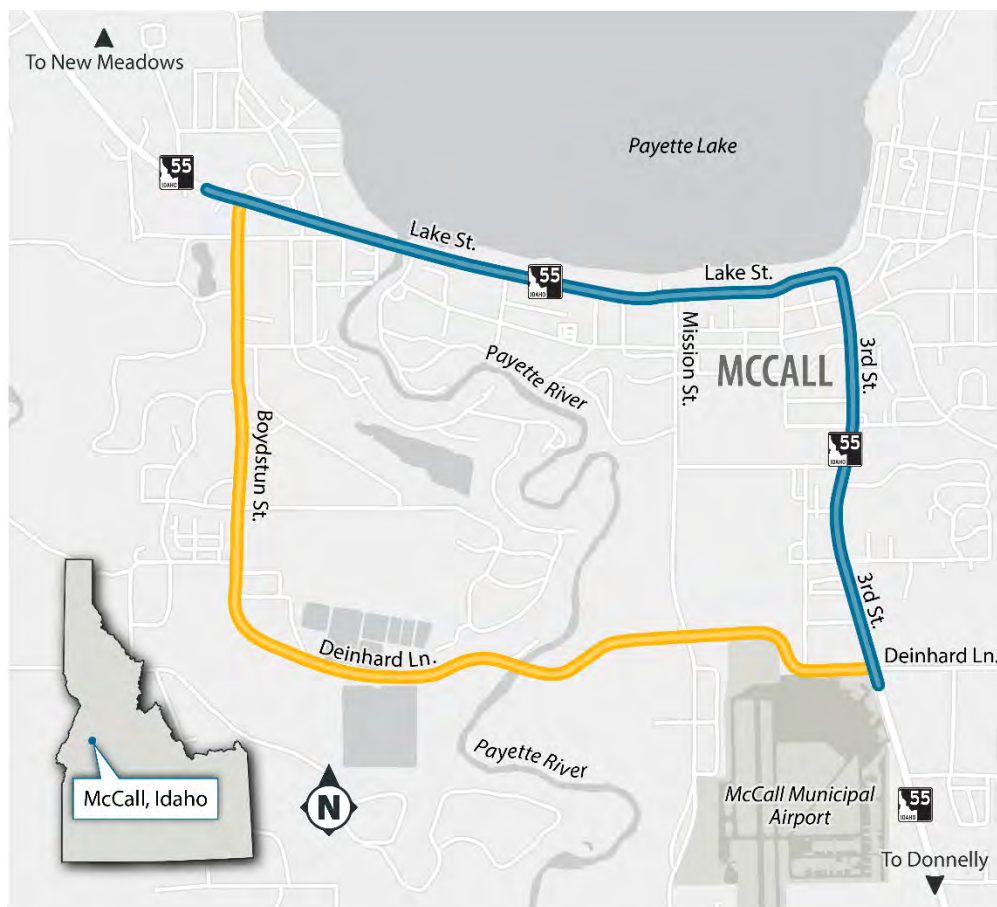 To New Meadows
Payette Lake
55
IDAHO
Lake St.
55
IDAHO
Lake St.
Mission St.
MCCALL
3rd St.
Payette River
55
IDAHO
Boydstun St.
3rd St.
Deinhard Ln.
Deinhard Ln.
Payette River
McCall, Idaho
N
McCall Municipal
Airport
55
IDAHO
To Donnelly